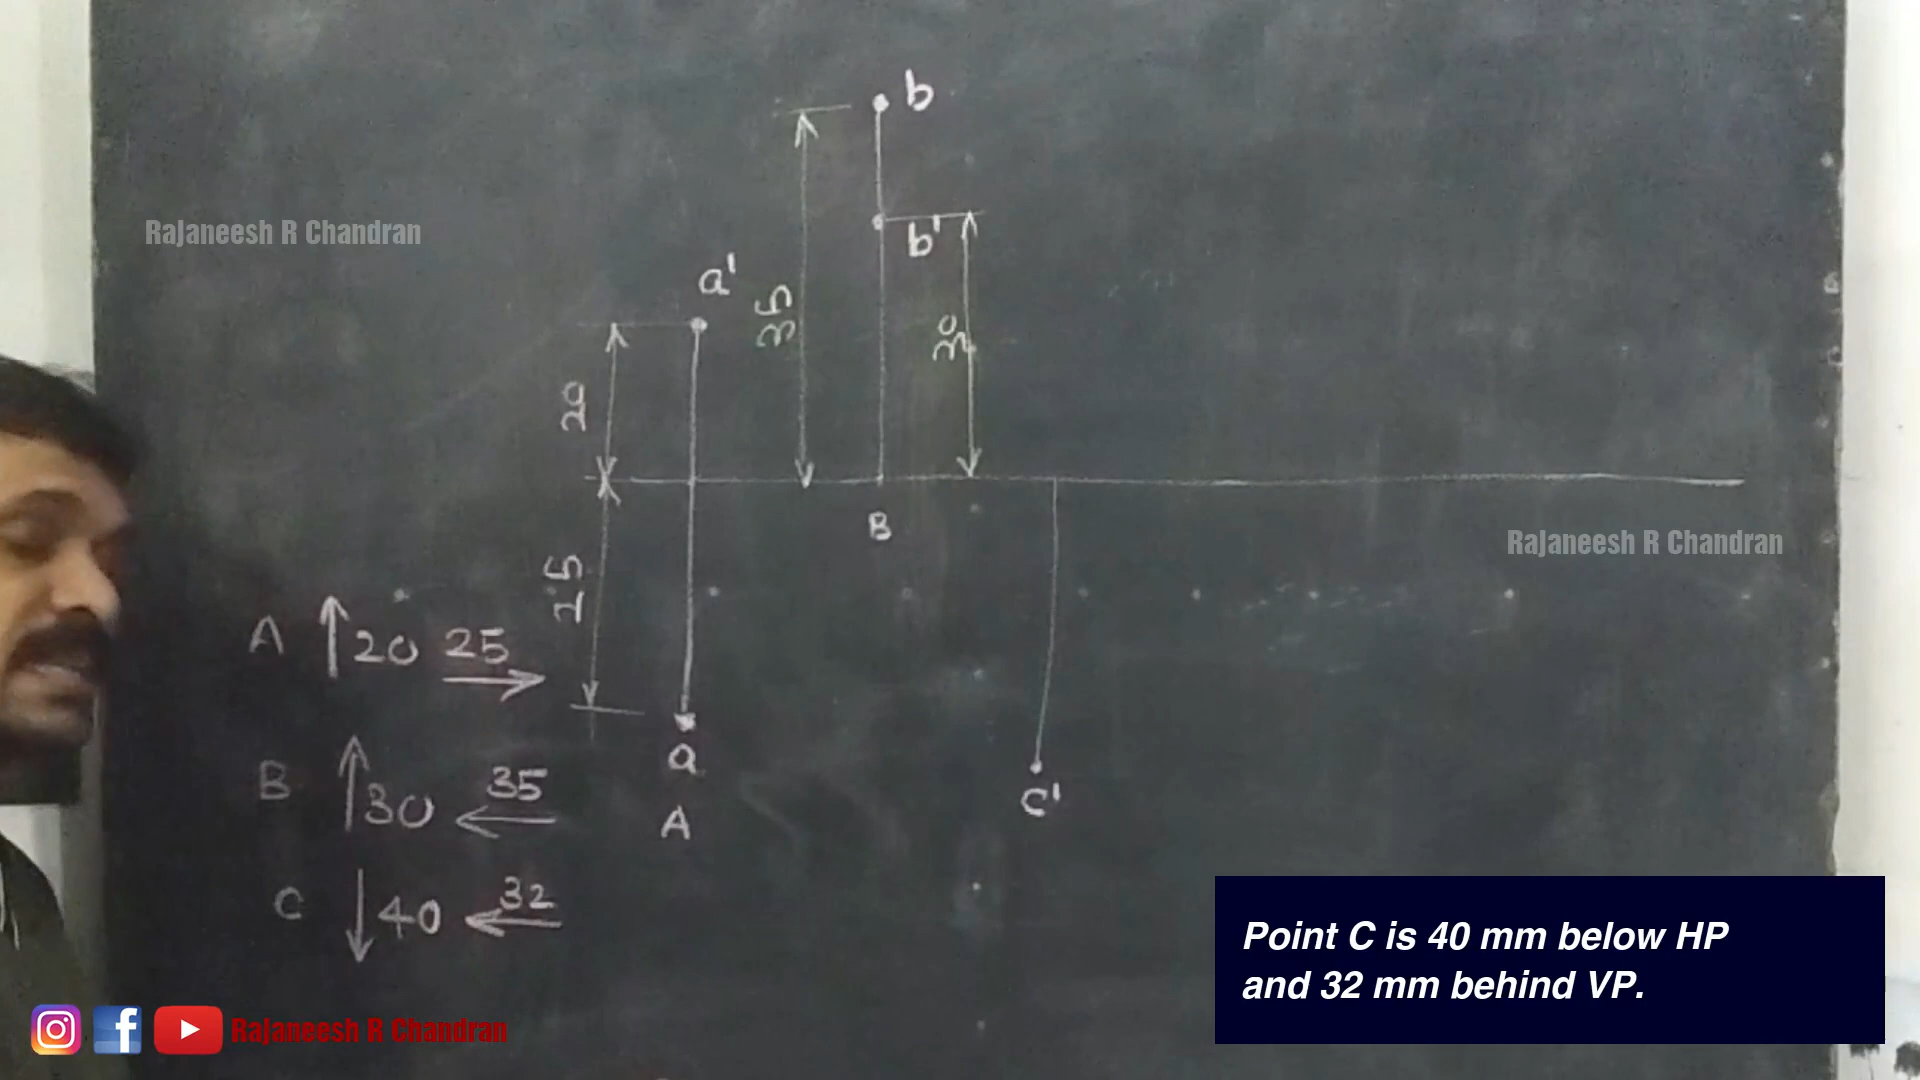 b
35
b'
30
a'
20
B
25
a
A
c'
A ↑20 25 →
B ↑30 35 ←
C ↓40 32 ←
Rajaneesh R Chandran
Rajaneesh R Chandran
Point C is 40 mm below HP
and 32 mm behind VP.
Rajaneesh R Chandran